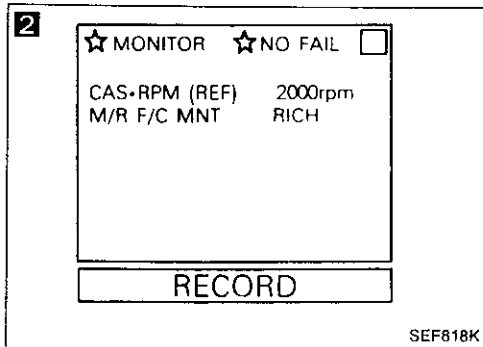 2
☆ MONITOR ☆ NO FAIL
CAS•RPM (REF) 2000rpm
M/R F/C MNT RICH
RECORD
SEF818K